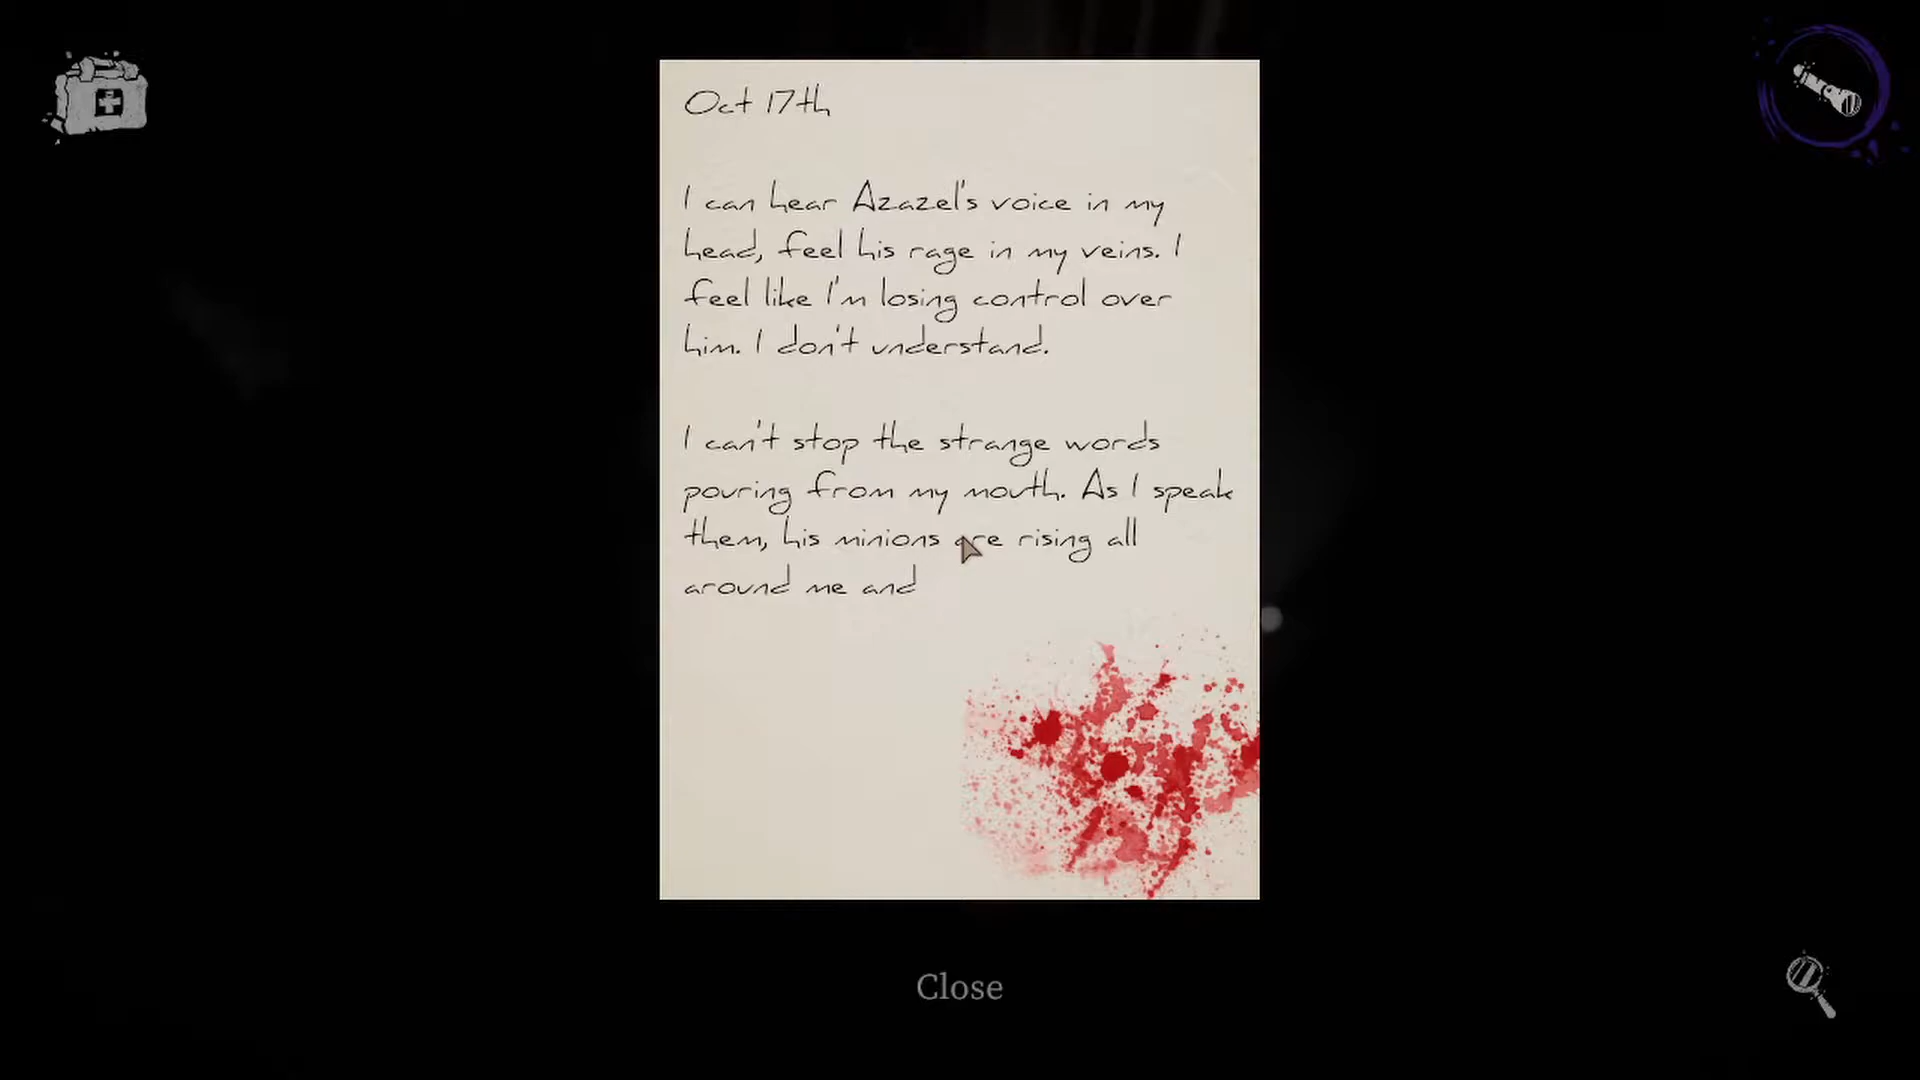 Oct 17th
I can hear Azazel's voice in my
head, feel his rage in my veins. I
feel like I'm losing control over
him. I don't understand.
I can't stop the strange words
pouring from my mouth. As I speak
them, his minions are rising all
around me and
Close